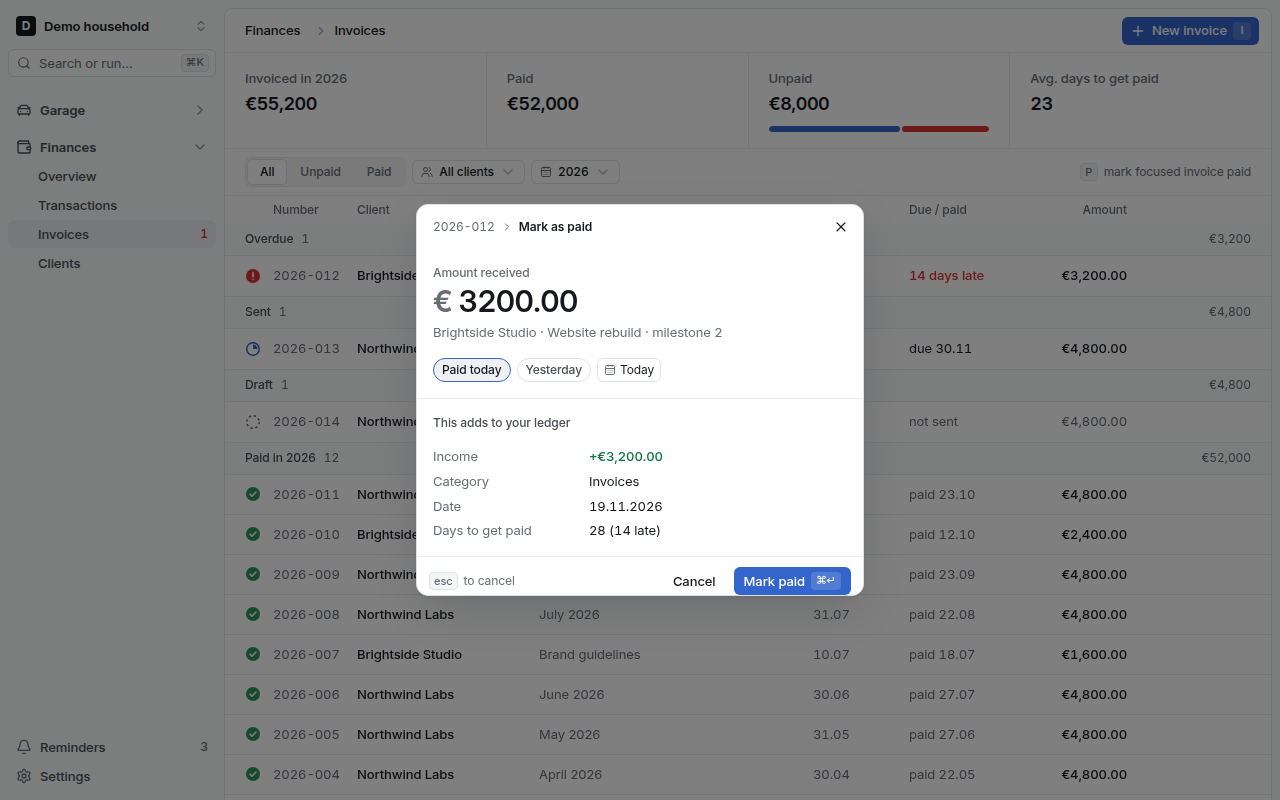 D Demo household
Search or run... ⌘K
Garage
Finances
Overview
Transactions
Invoices 1
Clients
Reminders 3
Settings
Finances > Invoices
+ New invoice I
Invoiced in 2026
€55,200
Paid
€52,000
Unpaid
€8,000
Avg. days to get paid
23
All Unpaid Paid All clients 2026
P mark focused invoice paid
Number Client Due / paid Amount
Overdue 1 €3,200
2026-012 Brightside 14 days late €3,200.00
Sent 1 €4,800
2026-013 Northwind due 30.11 €4,800.00
Draft 1 €4,800
2026-014 Northwind not sent €4,800.00
Paid in 2026 12 €52,000
2026-011 Northwind paid 23.10 €4,800.00
2026-010 Brightside paid 12.10 €2,400.00
2026-009 Northwind paid 23.09 €4,800.00
2026-008 Northwind Labs July 2026 31.07 paid 22.08 €4,800.00
2026-007 Brightside Studio Brand guidelines 10.07 paid 18.07 €1,600.00
2026-006 Northwind Labs June 2026 30.06 paid 27.07 €4,800.00
2026-005 Northwind Labs May 2026 31.05 paid 27.06 €4,800.00
2026-004 Northwind Labs April 2026 30.04 paid 22.05 €4,800.00
2026-012 > Mark as paid
Amount received
€ 3200.00
Brightside Studio · Website rebuild · milestone 2
Paid today Yesterday Today
This adds to your ledger
Income +€3,200.00
Category Invoices
Date 19.11.2026
Days to get paid 28 (14 late)
esc to cancel Cancel Mark paid ⌘↵